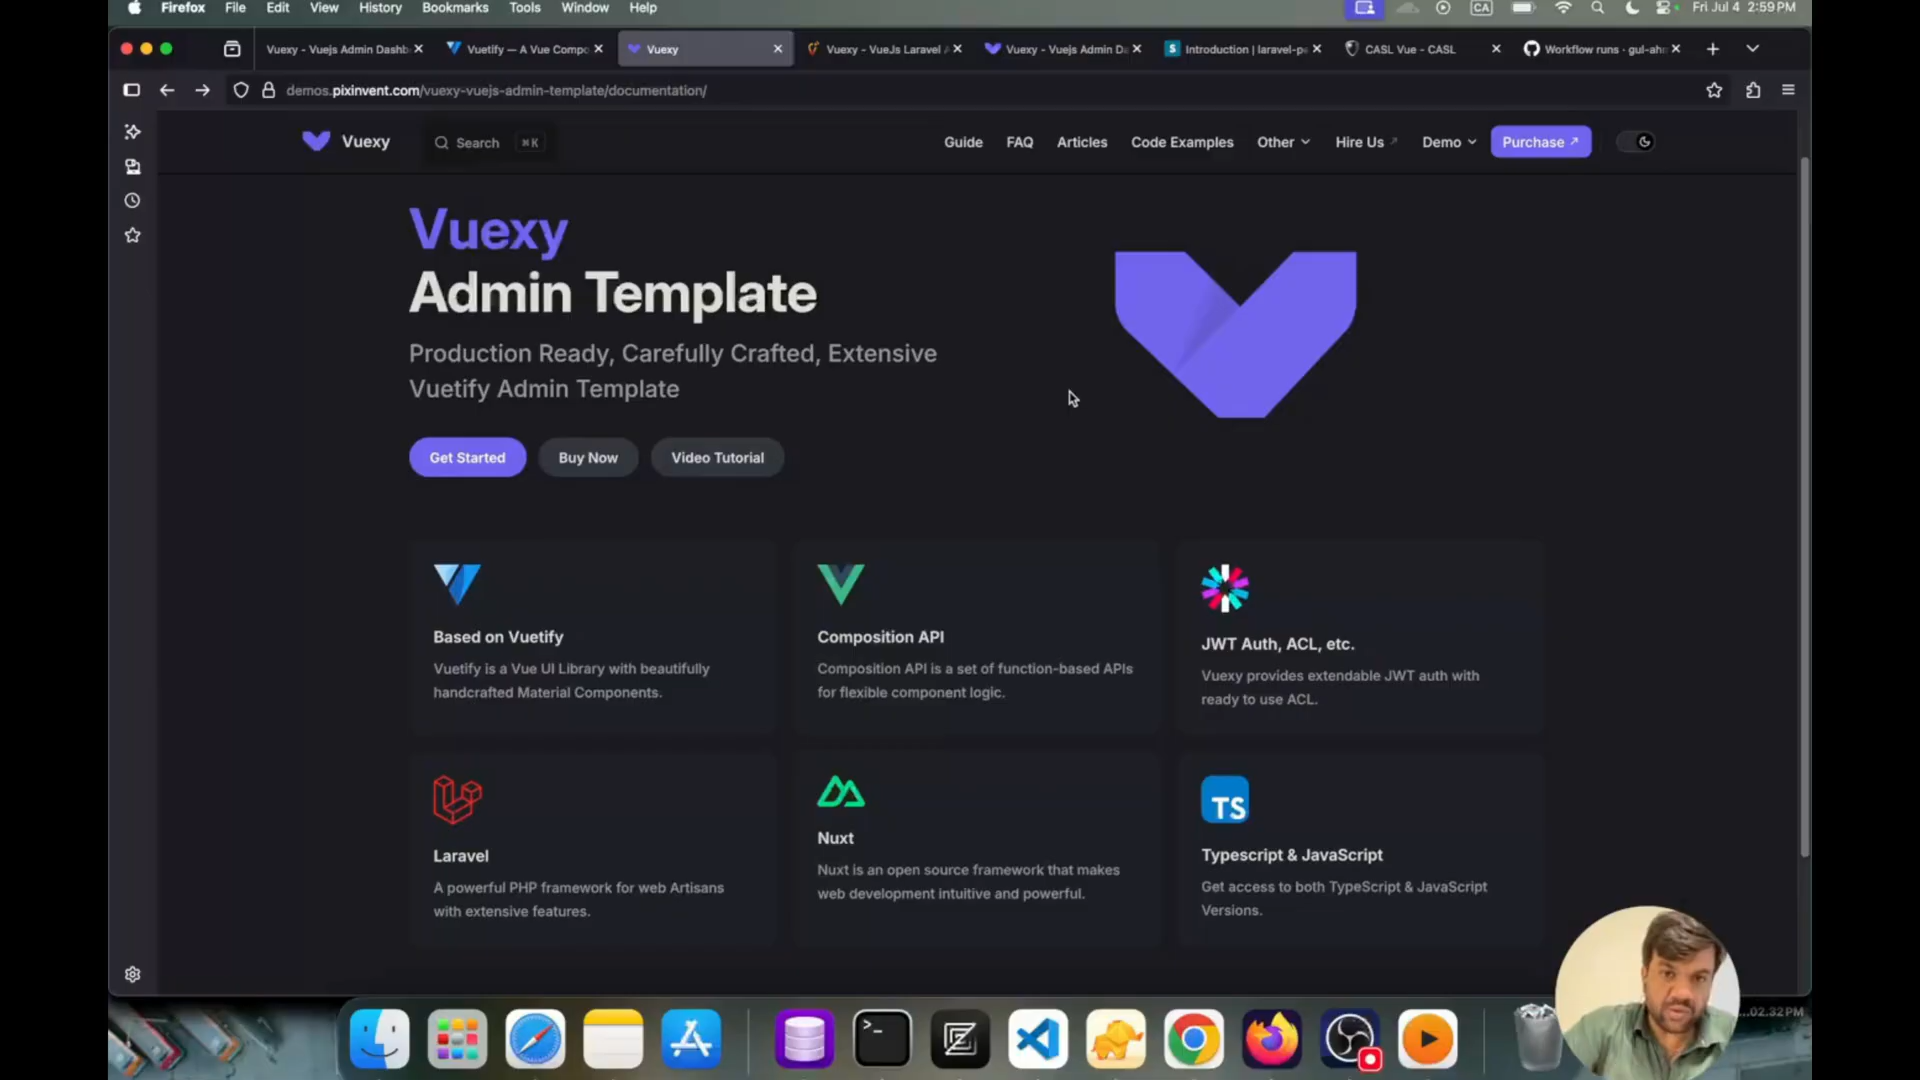 Firefox File Edit View History Bookmarks Tools Window Help
CA
Fri Jul 4 2:59 PM
Vuexy - Vuejs Admin Dashb
Vuetify — A Vue Compo
Vuexy
Vuexy - VueJs Laravel
Vuexy - Vuejs Admin Da
Introduction | laravel-pe
CASL Vue - CASL
Workflow runs · gul-ahm
demos.pixinvent.com/vuexy-vuejs-admin-template/documentation/
Vuexy
Search ⌘K
Guide FAQ Articles Code Examples Other Hire Us Demo Purchase
Vuexy
Admin Template
Production Ready, Carefully Crafted, Extensive
Vuetify Admin Template
Get Started Buy Now Video Tutorial
Based on Vuetify
Vuetify is a Vue UI Library with beautifully
handcrafted Material Components.
Composition API
Composition API is a set of function-based APIs
for flexible component logic.
JWT Auth, ACL, etc.
Vuexy provides extendable JWT auth with
ready to use ACL.
Laravel
A powerful PHP framework for web Artisans
with extensive features.
Nuxt
Nuxt is an open source framework that makes
web development intuitive and powerful.
TS
Typescript & JavaScript
Get access to both TypeScript & JavaScript
Versions.
...02.32 PM